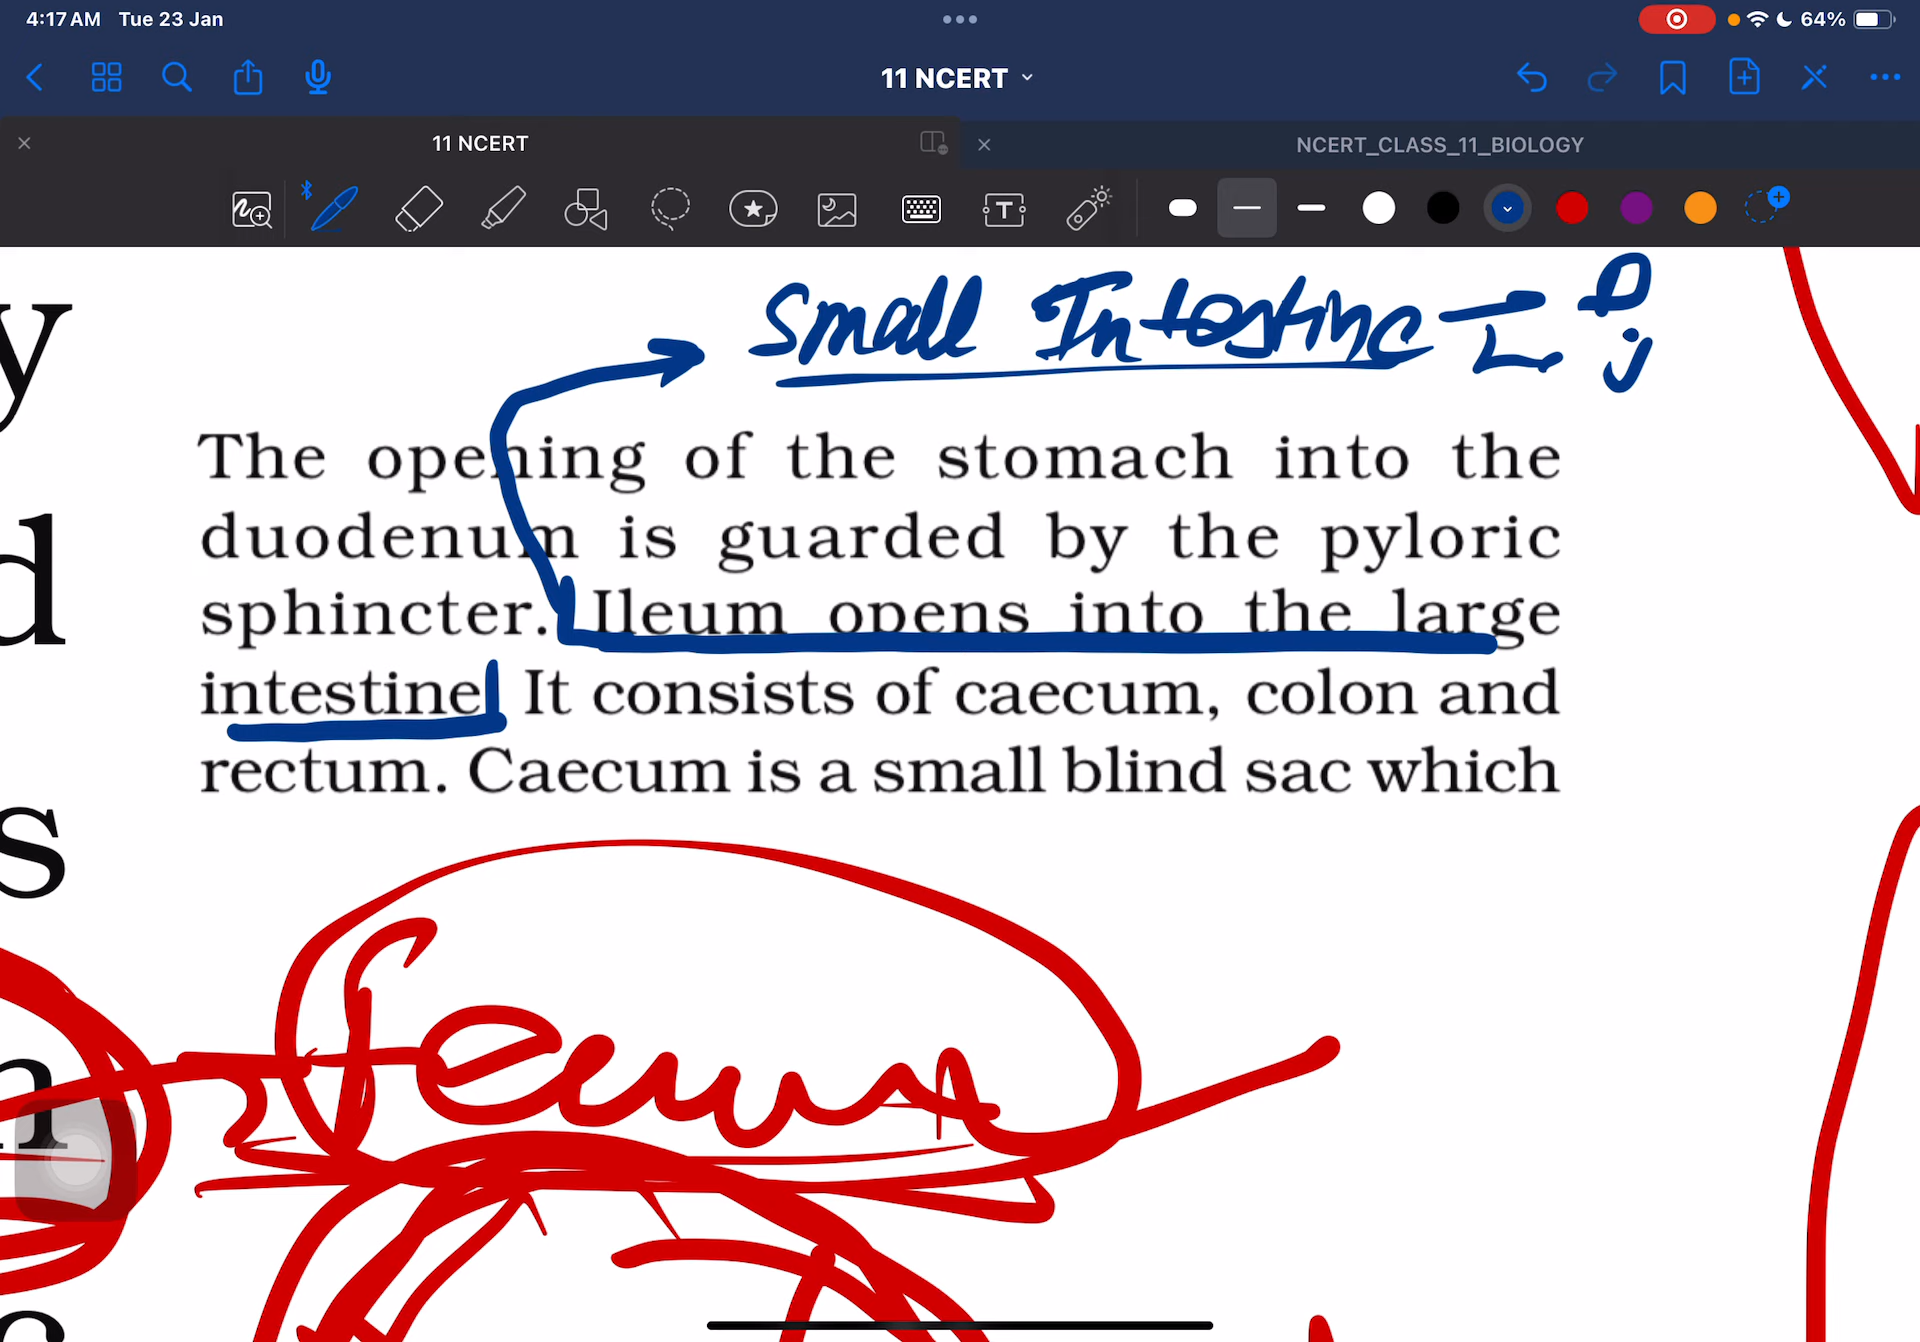 4:17 AM Tue 23 Jan
64%
11 NCERT
11 NCERT
NCERT_CLASS_11_BIOLOGY
Small Intestine D
j
I
The opening of the stomach into the
duodenum is guarded by the pyloric
sphincter. Ileum opens into the large
intestine. It consists of caecum, colon and
rectum. Caecum is a small blind sac which
y
d
s
n
s